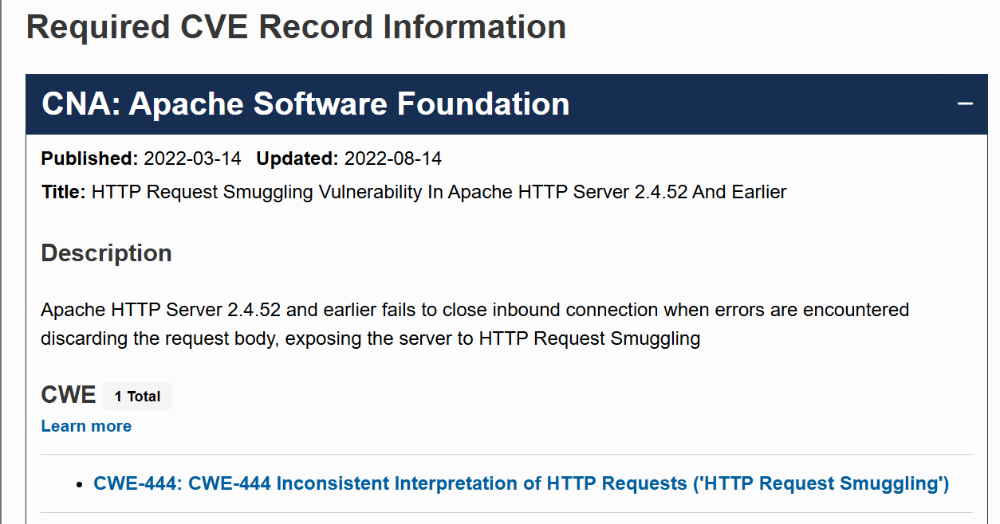 Required CVE Record Information
CNA: Apache Software Foundation
Published: 2022-03-14 Updated: 2022-08-14
Title: HTTP Request Smuggling Vulnerability In Apache HTTP Server 2.4.52 And Earlier
Description
Apache HTTP Server 2.4.52 and earlier fails to close inbound connection when errors are encountered
discarding the request body, exposing the server to HTTP Request Smuggling
CWE 1 Total
Learn more
• CWE-444: CWE-444 Inconsistent Interpretation of HTTP Requests ('HTTP Request Smuggling')